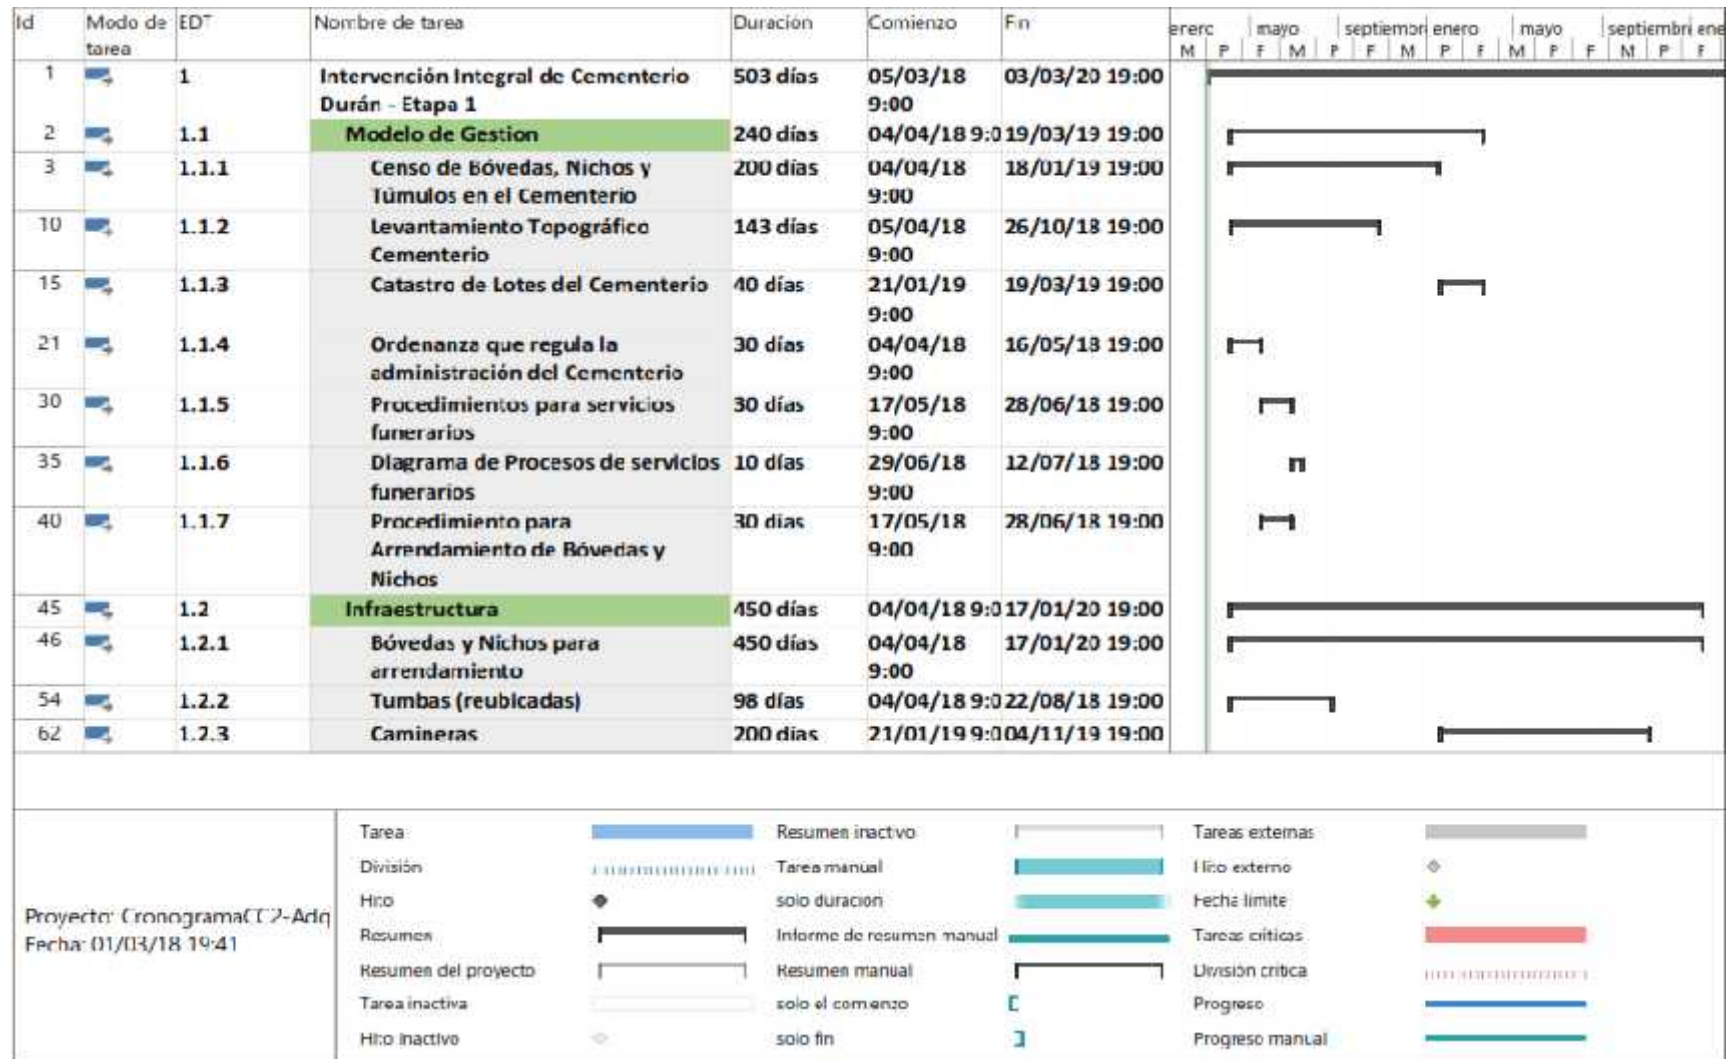 Id Modo de tarea EDT Nombre de tarea Duración Comienzo Fin
enero mayo septiembre enero mayo septiembre ene
M P F M P F M P F M P F M P F
1 1 Intervención Integral de Cementerio 503 días 05/03/18 03/03/20 19:00
Durán - Etapa 1 9:00
2 1.1 Modelo de Gestion 240 días 04/04/18 9:0 19/03/19 19:00
3 1.1.1 Censo de Bóvedas, Nichos y 200 días 04/04/18 18/01/19 19:00
Túmulos en el Cementerio 9:00
10 1.1.2 Levantamiento Topográfico 143 días 05/04/18 26/10/18 19:00
Cementerio 9:00
15 1.1.3 Catastro de Lotes del Cementerio 40 días 21/01/19 19/03/19 19:00
9:00
21 1.1.4 Ordenanza que regula la 30 días 04/04/18 16/05/18 19:00
administración del Cementerio 9:00
30 1.1.5 Procedimientos para servicios 30 días 17/05/18 28/06/18 19:00
funerarios 9:00
35 1.1.6 Diagrama de Procesos de servicios 10 días 29/06/18 12/07/18 19:00
funerarios 9:00
40 1.1.7 Procedimiento para 30 días 17/05/18 28/06/18 19:00
Arrendamiento de Bóvedas y 9:00
Nichos
45 1.2 Infraestructura 450 días 04/04/18 9:0 17/01/20 19:00
46 1.2.1 Bóvedas y Nichos para 450 días 04/04/18 17/01/20 19:00
arrendamiento 9:00
54 1.2.2 Tumbas (reubicadas) 98 días 04/04/18 9:0 22/08/18 19:00
62 1.2.3 Camineras 200 días 21/01/19 9:0 04/11/19 19:00
Proyecto: CronogramaCC2-Adq
Fecha: 01/03/18 19:41
Tarea
División
Hito
Resumen
Resumen del proyecto
Tarea inactiva
Hito inactivo
Resumen inactivo
Tarea manual
solo duración
Informe de resumen manual
Resumen manual
solo el comienzo
solo fin
Tareas externas
Hito externo
Fecha límite
Tareas críticas
División crítica
Progreso
Progreso manual